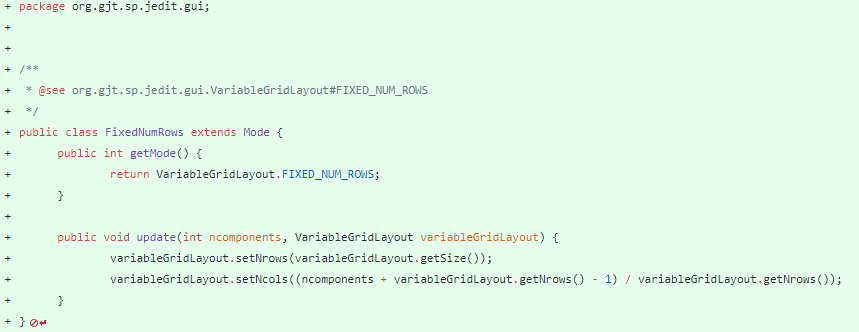 + package org.gjt.sp.jedit.gui;
+
+
+ /**
+  * @see org.gjt.sp.jedit.gui.VariableGridLayout#FIXED_NUM_ROWS
+  */
+ public class FixedNumRows extends Mode {
+ 	public int getMode() {
+ 		return VariableGridLayout.FIXED_NUM_ROWS;
+ 	}
+
+ 	public void update(int ncomponents, VariableGridLayout variableGridLayout) {
+ 		variableGridLayout.setNrows(variableGridLayout.getSize());
+ 		variableGridLayout.setNcols((ncomponents + variableGridLayout.getNrows() - 1) / variableGridLayout.getNrows());
+ 	}
+ }